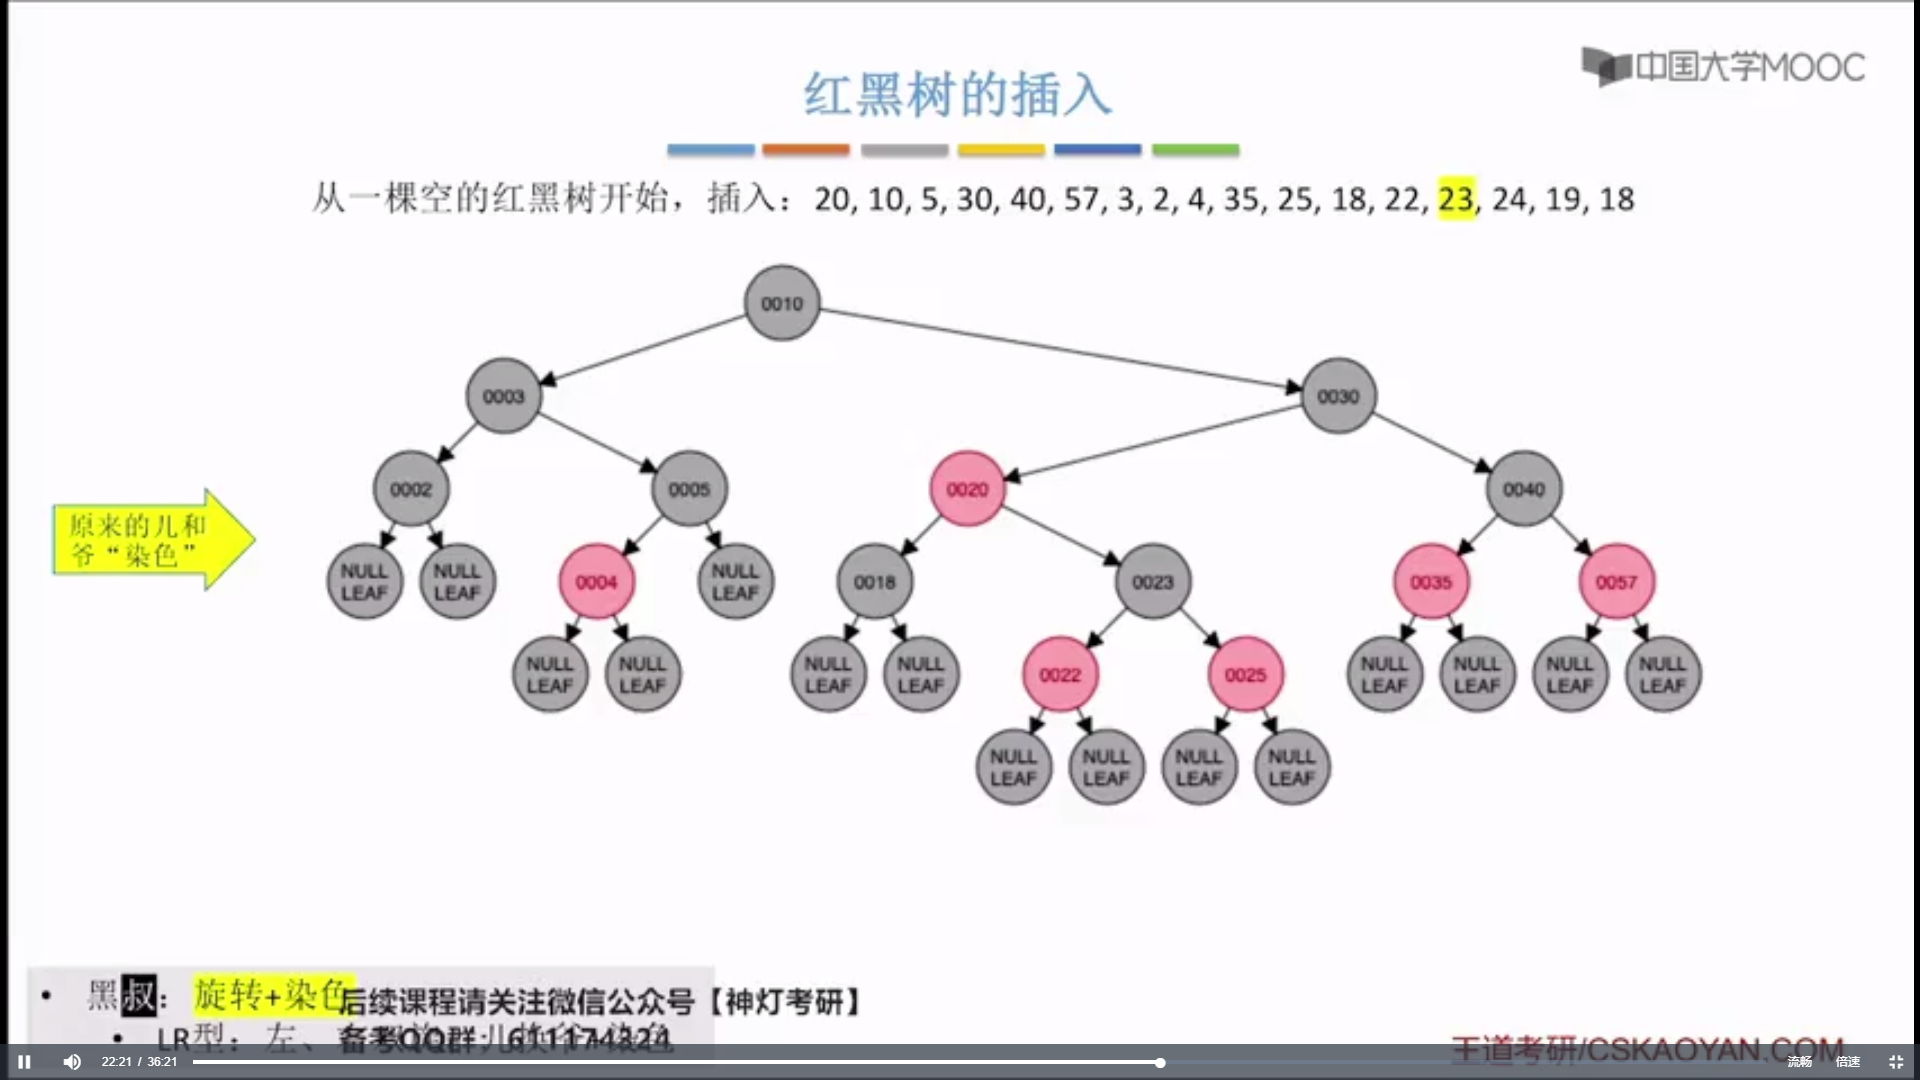 中国大学MOOC
红黑树的插入
从一棵空的红黑树开始，插入：20, 10, 5, 30, 40, 57, 3, 2, 4, 35, 25, 18, 22, 23, 24, 19, 18
0010
0003
0030
0002
0005
0020
0040
原来的儿和
爷“染色”
NULL LEAF
NULL LEAF
0004
NULL LEAF
0018
0023
0035
0057
NULL LEAF
NULL LEAF
NULL LEAF
NULL LEAF
0022
0025
NULL LEAF
NULL LEAF
NULL LEAF
NULL LEAF
NULL LEAF
NULL LEAF
NULL LEAF
NULL LEAF
• 黑叔：旋转+染色
后续课程请关注微信公众号【神灯考研】
• LR型：左、
备考QQ群：611174324
王道考研/CSKAOYAN.COM
22:21 / 36:21
流畅 倍速